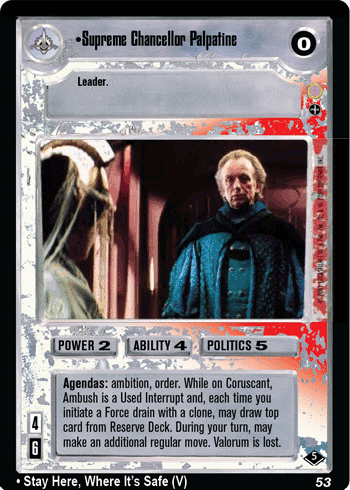 •Supreme Chancellor Palpatine
0
Leader.
POWER 2 ABILITY 4 POLITICS 5
Agendas: ambition, order. While on Coruscant,
Ambush is a Used Interrupt and, each time you
initiate a Force drain with a clone, may draw top
card from Reserve Deck. During your turn, may
make an additional regular move. Valorum is lost.
4
6
5
• Stay Here, Where It's Safe (V)
53